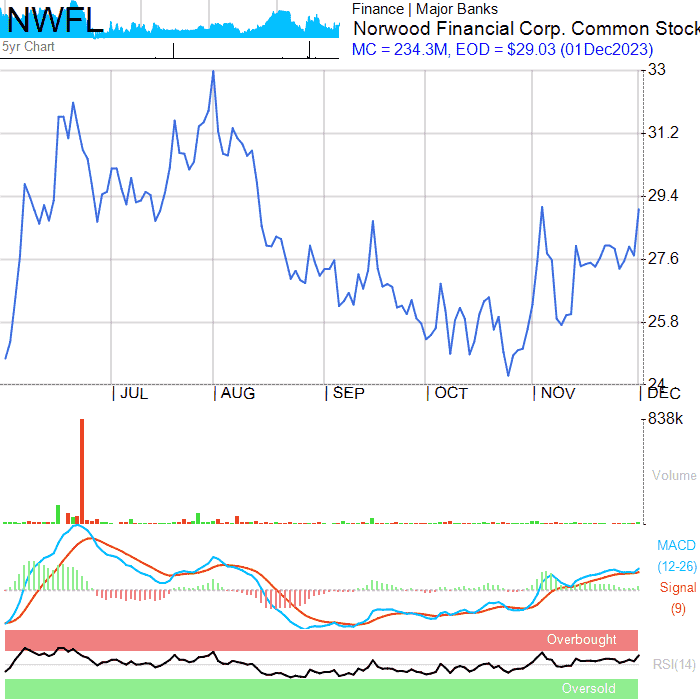 NWFL
5yr Chart
Finance | Major Banks
Norwood Financial Corp. Common Stock
MC = 234.3M, EOD = $29.03 (01Dec2023)
33
31.2
29.4
27.6
25.8
24
JUL
AUG
SEP
OCT
NOV
DEC
838k
Volume
MACD
(12-26)
Signal
(9)
Overbought
RSI(14)
Oversold